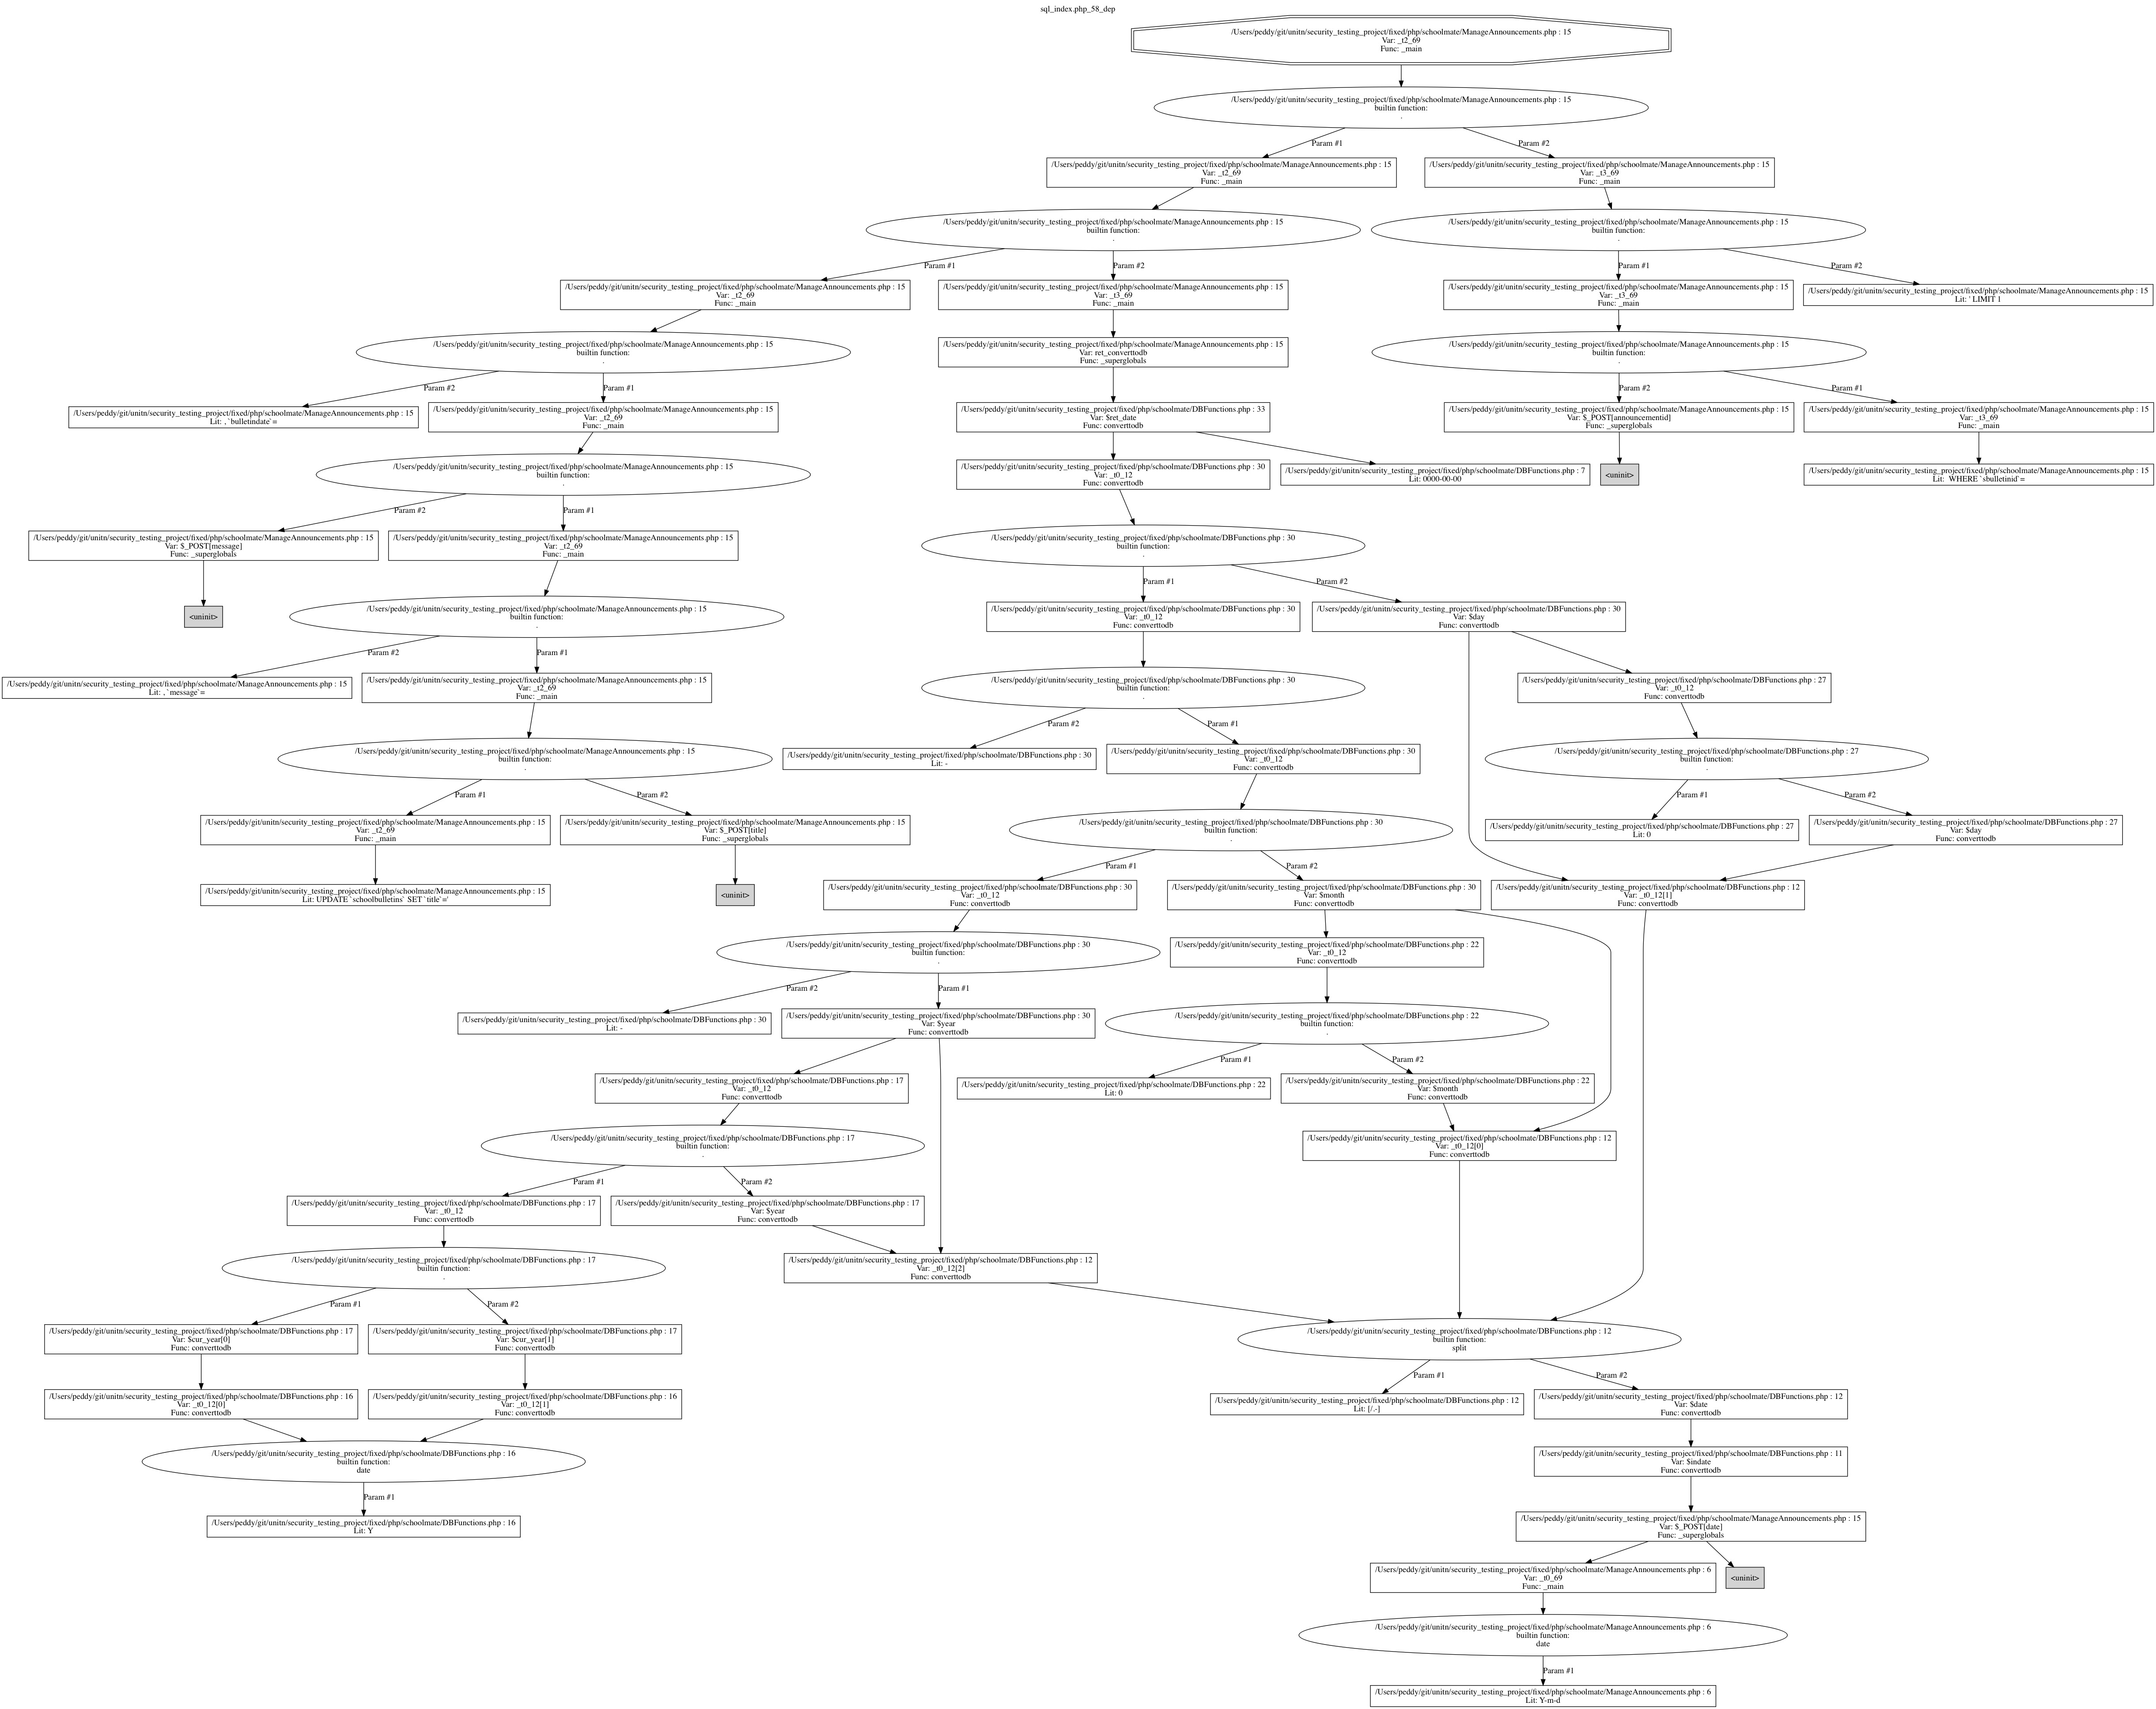 sql_index.php_58_dep
/Users/peddy/git/unitn/security_testing_project/fixed/php/schoolmate/ManageAnnouncements.php : 15
Var: _t2_69
Func: _main
/Users/peddy/git/unitn/security_testing_project/fixed/php/schoolmate/ManageAnnouncements.php : 15
builtin function:
.
Param #1
Param #2
/Users/peddy/git/unitn/security_testing_project/fixed/php/schoolmate/ManageAnnouncements.php : 15
Var: _t2_69
Func: _main
/Users/peddy/git/unitn/security_testing_project/fixed/php/schoolmate/ManageAnnouncements.php : 15
Var: _t3_69
Func: _main
/Users/peddy/git/unitn/security_testing_project/fixed/php/schoolmate/ManageAnnouncements.php : 15
builtin function:
.
/Users/peddy/git/unitn/security_testing_project/fixed/php/schoolmate/ManageAnnouncements.php : 15
builtin function:
.
Param #1
Param #2
Param #1
Param #2
/Users/peddy/git/unitn/security_testing_project/fixed/php/schoolmate/ManageAnnouncements.php : 15
Var: _t2_69
Func: _main
/Users/peddy/git/unitn/security_testing_project/fixed/php/schoolmate/ManageAnnouncements.php : 15
Var: _t3_69
Func: _main
/Users/peddy/git/unitn/security_testing_project/fixed/php/schoolmate/ManageAnnouncements.php : 15
Var: _t3_69
Func: _main
/Users/peddy/git/unitn/security_testing_project/fixed/php/schoolmate/ManageAnnouncements.php : 15
Lit: ' LIMIT 1
/Users/peddy/git/unitn/security_testing_project/fixed/php/schoolmate/ManageAnnouncements.php : 15
builtin function:
.
/Users/peddy/git/unitn/security_testing_project/fixed/php/schoolmate/ManageAnnouncements.php : 15
Var: ret_converttodb
Func: _superglobals
/Users/peddy/git/unitn/security_testing_project/fixed/php/schoolmate/ManageAnnouncements.php : 15
builtin function:
.
Param #2
Param #1
Param #2
Param #1
/Users/peddy/git/unitn/security_testing_project/fixed/php/schoolmate/ManageAnnouncements.php : 15
Lit: , `bulletindate`=
/Users/peddy/git/unitn/security_testing_project/fixed/php/schoolmate/ManageAnnouncements.php : 15
Var: _t2_69
Func: _main
/Users/peddy/git/unitn/security_testing_project/fixed/php/schoolmate/DBFunctions.php : 33
Var: $ret_date
Func: converttodb
/Users/peddy/git/unitn/security_testing_project/fixed/php/schoolmate/ManageAnnouncements.php : 15
Var: $_POST[announcementid]
Func: _superglobals
/Users/peddy/git/unitn/security_testing_project/fixed/php/schoolmate/ManageAnnouncements.php : 15
Var: _t3_69
Func: _main
/Users/peddy/git/unitn/security_testing_project/fixed/php/schoolmate/ManageAnnouncements.php : 15
builtin function:
.
/Users/peddy/git/unitn/security_testing_project/fixed/php/schoolmate/DBFunctions.php : 30
Var: _t0_12
Func: converttodb
/Users/peddy/git/unitn/security_testing_project/fixed/php/schoolmate/DBFunctions.php : 7
Lit: 0000-00-00
<uninit>
/Users/peddy/git/unitn/security_testing_project/fixed/php/schoolmate/ManageAnnouncements.php : 15
Lit:  WHERE `sbulletinid`=
Param #2
Param #1
/Users/peddy/git/unitn/security_testing_project/fixed/php/schoolmate/ManageAnnouncements.php : 15
Var: $_POST[message]
Func: _superglobals
/Users/peddy/git/unitn/security_testing_project/fixed/php/schoolmate/ManageAnnouncements.php : 15
Var: _t2_69
Func: _main
/Users/peddy/git/unitn/security_testing_project/fixed/php/schoolmate/DBFunctions.php : 30
builtin function:
.
Param #1
Param #2
<uninit>
/Users/peddy/git/unitn/security_testing_project/fixed/php/schoolmate/ManageAnnouncements.php : 15
builtin function:
.
/Users/peddy/git/unitn/security_testing_project/fixed/php/schoolmate/DBFunctions.php : 30
Var: _t0_12
Func: converttodb
/Users/peddy/git/unitn/security_testing_project/fixed/php/schoolmate/DBFunctions.php : 30
Var: $day
Func: converttodb
Param #2
Param #1
/Users/peddy/git/unitn/security_testing_project/fixed/php/schoolmate/ManageAnnouncements.php : 15
Lit: , `message`=
/Users/peddy/git/unitn/security_testing_project/fixed/php/schoolmate/ManageAnnouncements.php : 15
Var: _t2_69
Func: _main
/Users/peddy/git/unitn/security_testing_project/fixed/php/schoolmate/DBFunctions.php : 30
builtin function:
.
/Users/peddy/git/unitn/security_testing_project/fixed/php/schoolmate/DBFunctions.php : 27
Var: _t0_12
Func: converttodb
Param #2
Param #1
/Users/peddy/git/unitn/security_testing_project/fixed/php/schoolmate/ManageAnnouncements.php : 15
builtin function:
.
/Users/peddy/git/unitn/security_testing_project/fixed/php/schoolmate/DBFunctions.php : 30
Lit: -
/Users/peddy/git/unitn/security_testing_project/fixed/php/schoolmate/DBFunctions.php : 30
Var: _t0_12
Func: converttodb
/Users/peddy/git/unitn/security_testing_project/fixed/php/schoolmate/DBFunctions.php : 27
builtin function:
.
Param #1
Param #2
Param #1
Param #2
/Users/peddy/git/unitn/security_testing_project/fixed/php/schoolmate/ManageAnnouncements.php : 15
Var: _t2_69
Func: _main
/Users/peddy/git/unitn/security_testing_project/fixed/php/schoolmate/ManageAnnouncements.php : 15
Var: $_POST[title]
Func: _superglobals
/Users/peddy/git/unitn/security_testing_project/fixed/php/schoolmate/DBFunctions.php : 30
builtin function:
.
/Users/peddy/git/unitn/security_testing_project/fixed/php/schoolmate/DBFunctions.php : 27
Lit: 0
/Users/peddy/git/unitn/security_testing_project/fixed/php/schoolmate/DBFunctions.php : 27
Var: $day
Func: converttodb
Param #1
Param #2
/Users/peddy/git/unitn/security_testing_project/fixed/php/schoolmate/ManageAnnouncements.php : 15
Lit: UPDATE `schoolbulletins` SET `title`='
<uninit>
/Users/peddy/git/unitn/security_testing_project/fixed/php/schoolmate/DBFunctions.php : 30
Var: _t0_12
Func: converttodb
/Users/peddy/git/unitn/security_testing_project/fixed/php/schoolmate/DBFunctions.php : 30
Var: $month
Func: converttodb
/Users/peddy/git/unitn/security_testing_project/fixed/php/schoolmate/DBFunctions.php : 12
Var: _t0_12[1]
Func: converttodb
/Users/peddy/git/unitn/security_testing_project/fixed/php/schoolmate/DBFunctions.php : 30
builtin function:
.
/Users/peddy/git/unitn/security_testing_project/fixed/php/schoolmate/DBFunctions.php : 22
Var: _t0_12
Func: converttodb
Param #2
Param #1
/Users/peddy/git/unitn/security_testing_project/fixed/php/schoolmate/DBFunctions.php : 30
Lit: -
/Users/peddy/git/unitn/security_testing_project/fixed/php/schoolmate/DBFunctions.php : 30
Var: $year
Func: converttodb
/Users/peddy/git/unitn/security_testing_project/fixed/php/schoolmate/DBFunctions.php : 22
builtin function:
.
Param #1
Param #2
/Users/peddy/git/unitn/security_testing_project/fixed/php/schoolmate/DBFunctions.php : 17
Var: _t0_12
Func: converttodb
/Users/peddy/git/unitn/security_testing_project/fixed/php/schoolmate/DBFunctions.php : 22
Lit: 0
/Users/peddy/git/unitn/security_testing_project/fixed/php/schoolmate/DBFunctions.php : 22
Var: $month
Func: converttodb
/Users/peddy/git/unitn/security_testing_project/fixed/php/schoolmate/DBFunctions.php : 17
builtin function:
.
/Users/peddy/git/unitn/security_testing_project/fixed/php/schoolmate/DBFunctions.php : 12
Var: _t0_12[0]
Func: converttodb
Param #1
Param #2
/Users/peddy/git/unitn/security_testing_project/fixed/php/schoolmate/DBFunctions.php : 17
Var: _t0_12
Func: converttodb
/Users/peddy/git/unitn/security_testing_project/fixed/php/schoolmate/DBFunctions.php : 17
Var: $year
Func: converttodb
/Users/peddy/git/unitn/security_testing_project/fixed/php/schoolmate/DBFunctions.php : 17
builtin function:
.
/Users/peddy/git/unitn/security_testing_project/fixed/php/schoolmate/DBFunctions.php : 12
Var: _t0_12[2]
Func: converttodb
Param #1
Param #2
/Users/peddy/git/unitn/security_testing_project/fixed/php/schoolmate/DBFunctions.php : 17
Var: $cur_year[0]
Func: converttodb
/Users/peddy/git/unitn/security_testing_project/fixed/php/schoolmate/DBFunctions.php : 17
Var: $cur_year[1]
Func: converttodb
/Users/peddy/git/unitn/security_testing_project/fixed/php/schoolmate/DBFunctions.php : 12
builtin function:
split
Param #1
Param #2
/Users/peddy/git/unitn/security_testing_project/fixed/php/schoolmate/DBFunctions.php : 16
Var: _t0_12[0]
Func: converttodb
/Users/peddy/git/unitn/security_testing_project/fixed/php/schoolmate/DBFunctions.php : 16
Var: _t0_12[1]
Func: converttodb
/Users/peddy/git/unitn/security_testing_project/fixed/php/schoolmate/DBFunctions.php : 12
Lit: [/.-]
/Users/peddy/git/unitn/security_testing_project/fixed/php/schoolmate/DBFunctions.php : 12
Var: $date
Func: converttodb
/Users/peddy/git/unitn/security_testing_project/fixed/php/schoolmate/DBFunctions.php : 16
builtin function:
date
/Users/peddy/git/unitn/security_testing_project/fixed/php/schoolmate/DBFunctions.php : 11
Var: $indate
Func: converttodb
Param #1
/Users/peddy/git/unitn/security_testing_project/fixed/php/schoolmate/DBFunctions.php : 16
Lit: Y
/Users/peddy/git/unitn/security_testing_project/fixed/php/schoolmate/ManageAnnouncements.php : 15
Var: $_POST[date]
Func: _superglobals
/Users/peddy/git/unitn/security_testing_project/fixed/php/schoolmate/ManageAnnouncements.php : 6
Var: _t0_69
Func: _main
<uninit>
/Users/peddy/git/unitn/security_testing_project/fixed/php/schoolmate/ManageAnnouncements.php : 6
builtin function:
date
Param #1
/Users/peddy/git/unitn/security_testing_project/fixed/php/schoolmate/ManageAnnouncements.php : 6
Lit: Y-m-d